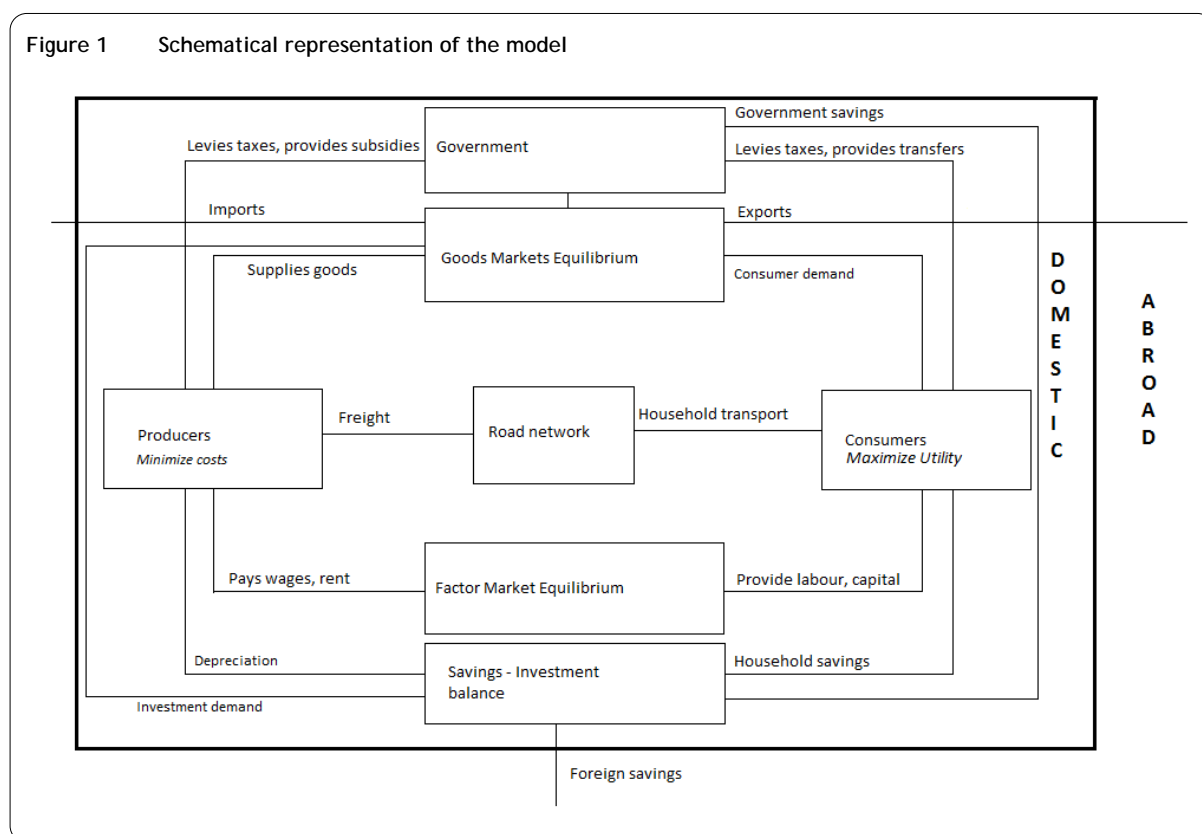 Figure 1 Schematical representation of the model
Government savings
Levies taxes, provides subsidies
Government
Levies taxes, provides transfers
Imports
Exports
Goods Markets Equilibrium
Supplies goods
Consumer demand
DOMESTIC
ABROAD
Freight
Household transport
Producers
Minimize costs
Road network
Consumers
Maximize Utility
Pays wages, rent
Factor Market Equilibrium
Provide labour, capital
Depreciation
Savings - Investment
balance
Household savings
Investment demand
Foreign savings